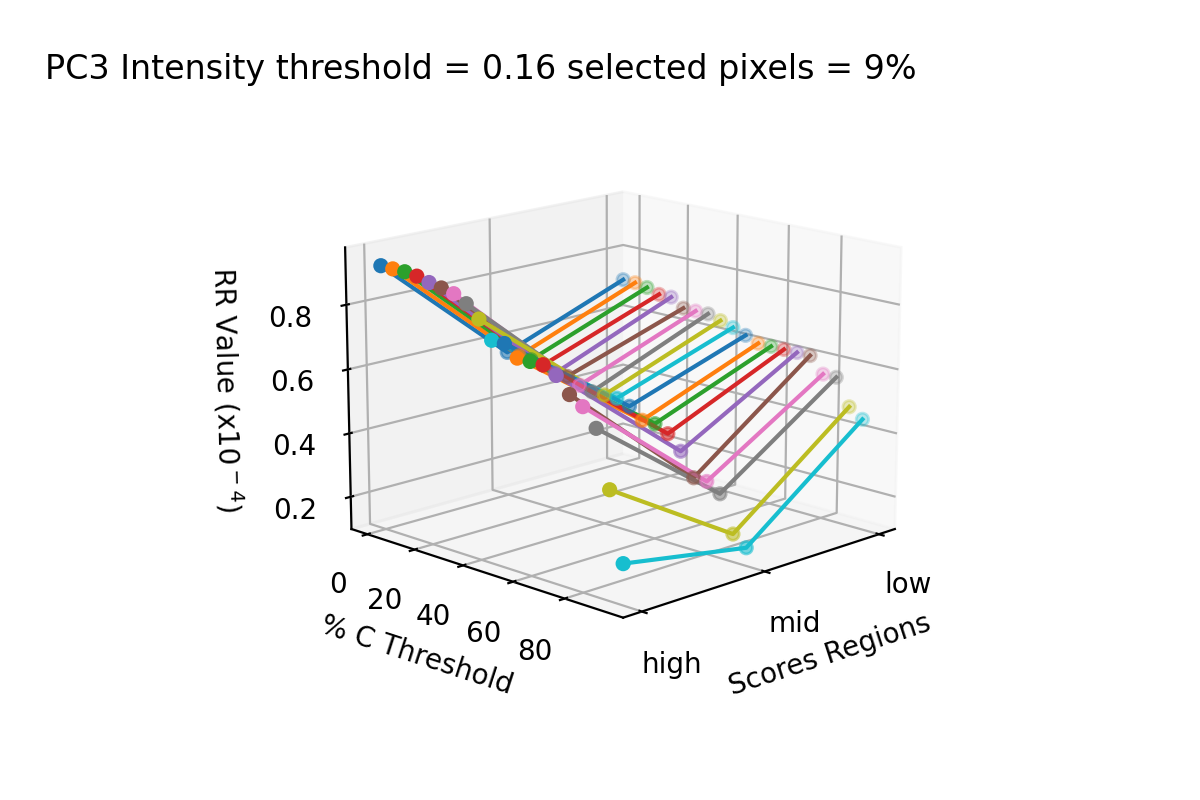 PC3 Intensity threshold = 0.16 selected pixels = 9%
RR Value (x10⁻⁴)
0.8
0.6
0.4
0.2
0
20
40
60
80
% C Threshold
low
mid
high
Scores Regions